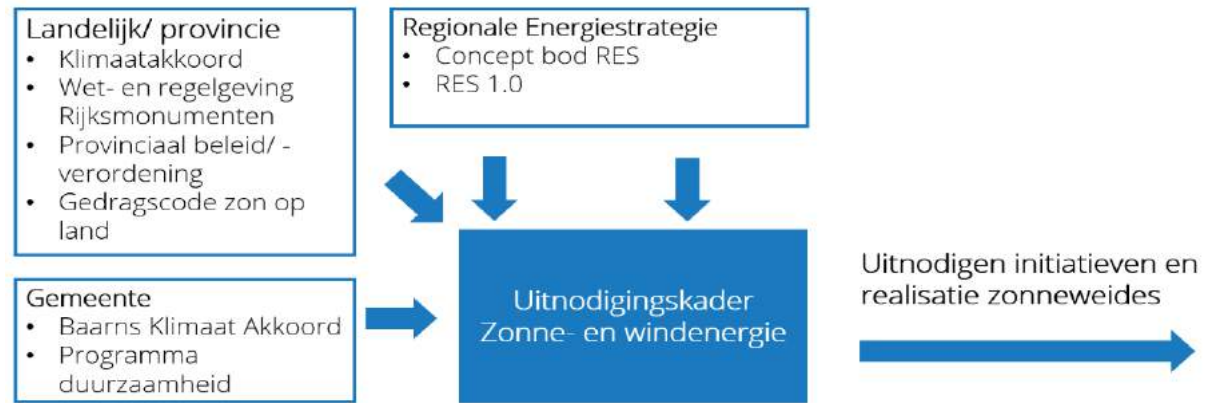 Landelijk/ provincie
• Klimaatakkoord
• Wet- en regelgeving
Rijksmonumenten
• Provinciaal beleid/ -
verordening
• Gedragscode zon op
land
Regionale Energiestrategie
• Concept bod RES
• RES 1.0
Gemeente
• Baarns Klimaat Akkoord
• Programma
duurzaamheid
Uitnodigingskader
Zonne- en windenergie
Uitnodigen initiatieven en
realisatie zonneweides